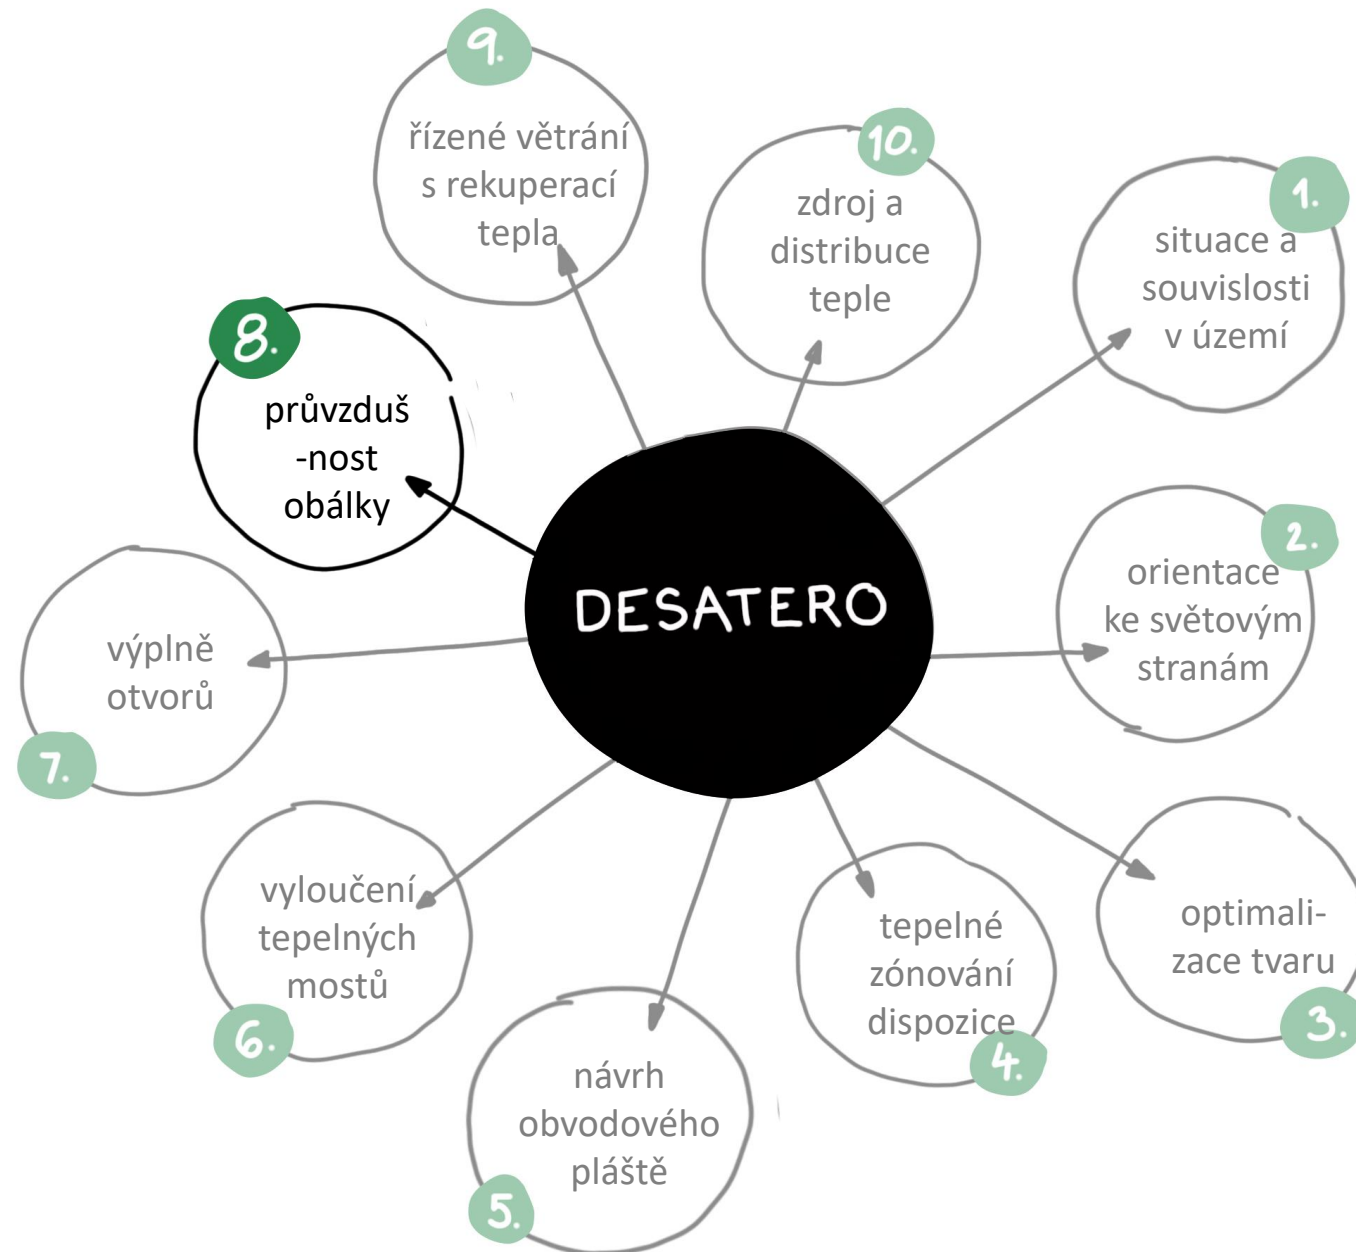 DESATERO
1.
situace a
souvislosti
v území
2.
orientace
ke světovým
stranám
3.
optimali-
zace tvaru
4.
tepelné
zónování
dispozice
5.
návrh
obvodového
pláště
6.
vyloučení
tepelných
mostů
7.
výplně
otvorů
8.
průvzduš
-nost
obálky
9.
řízené větrání
s rekuperací
tepla
10.
zdroj a
distribuce
teple